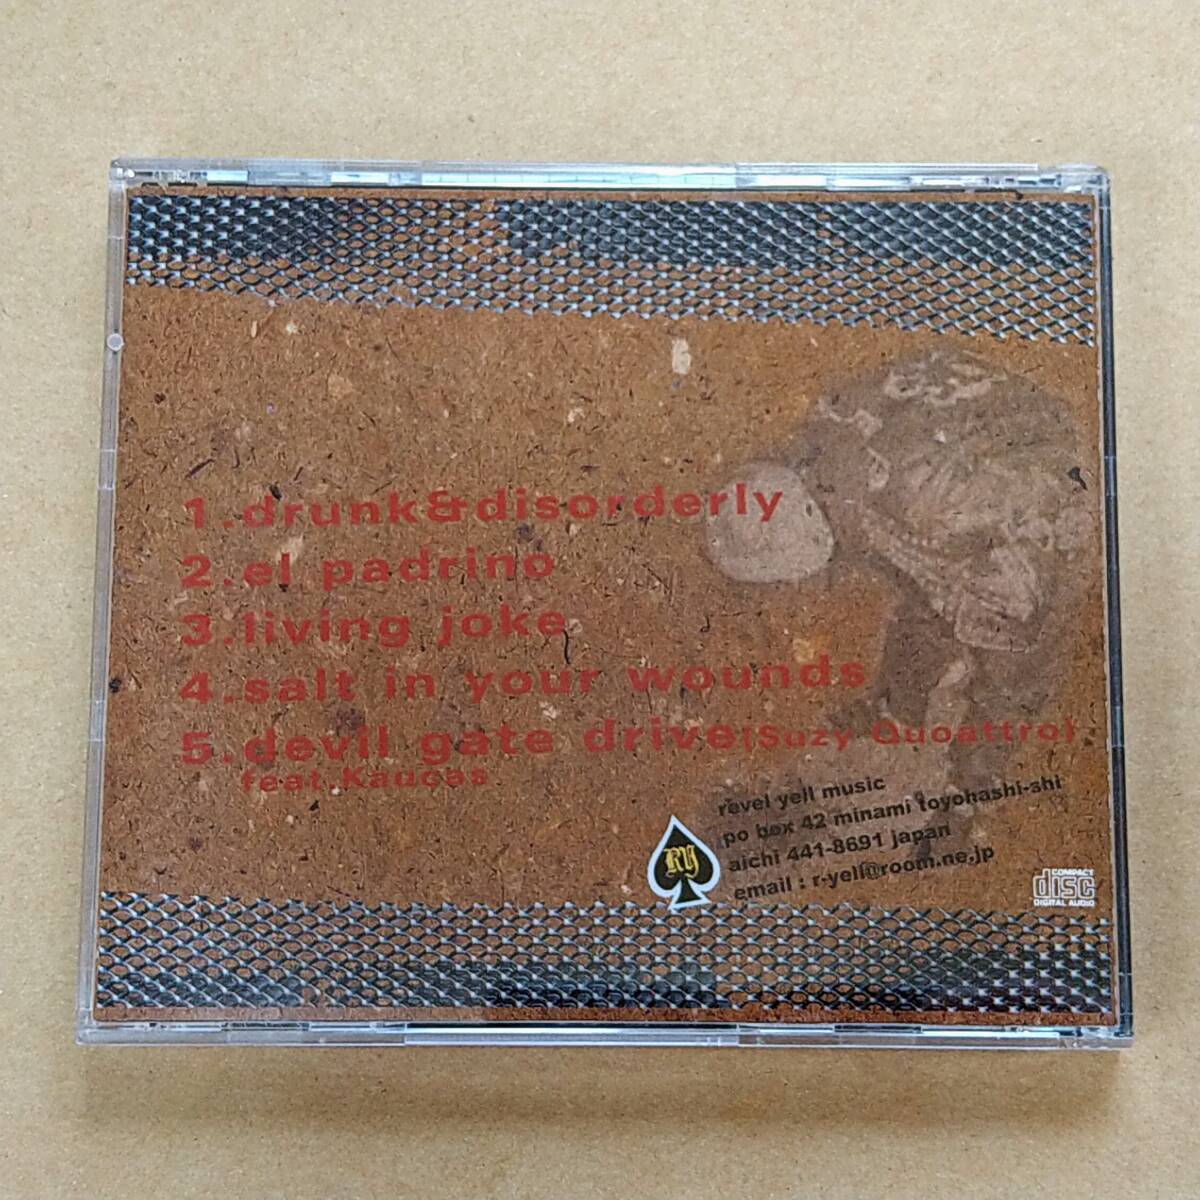 1.drunk&disorderly
2.el padrino
3.living joke
4.salt in your wounds
5.devil gate drive(Suzy Quoattro)
feat.Kaucas
RY
revel yell music
po box 42 minami toyohashi-shi
aichi 441-8691 japan
email : r-yell@room.ne.jp
COMPACT
disc
DIGITAL AUDIO